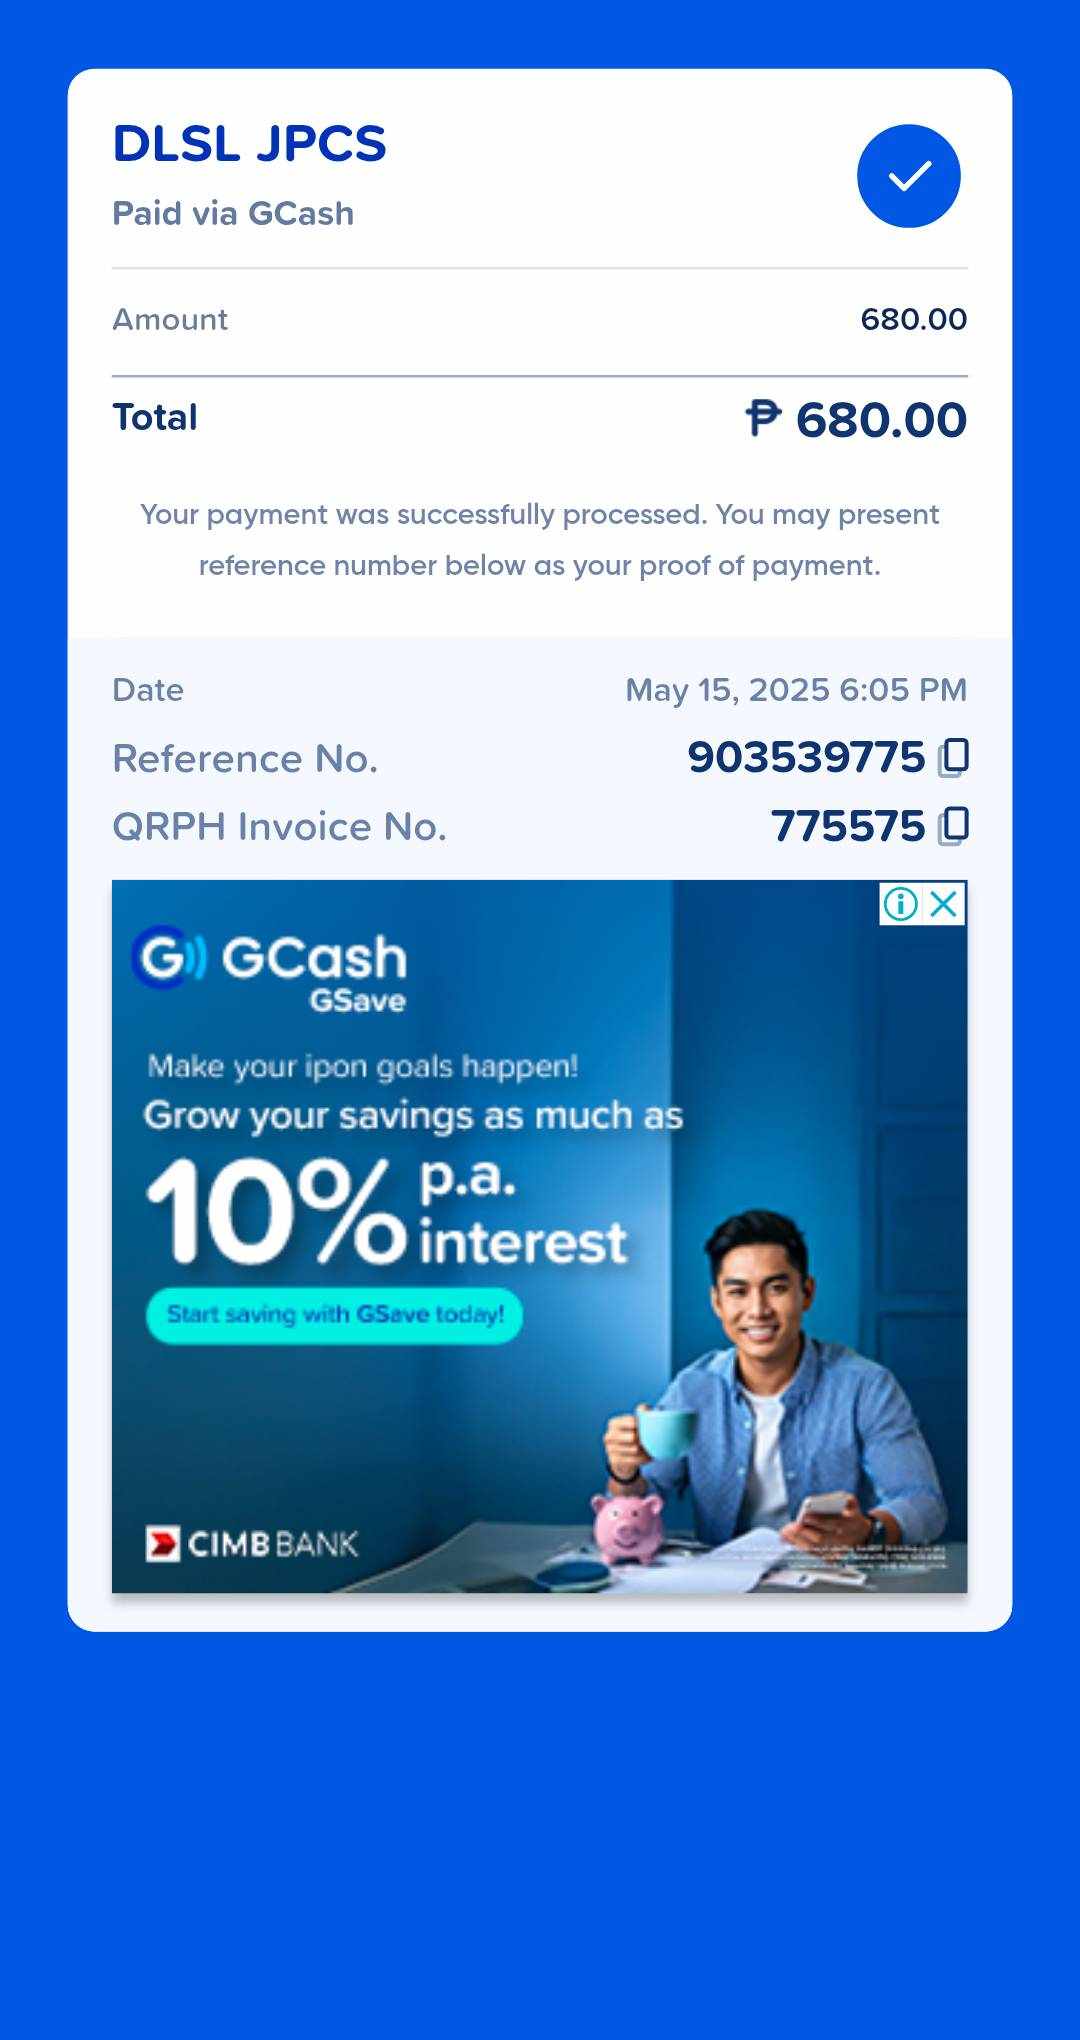 DLSL JPCS
Paid via GCash
Amount 680.00
Total ₱ 680.00
Your payment was successfully processed. You may present
reference number below as your proof of payment.
Date May 15, 2025 6:05 PM
Reference No. 903539775
QRPH Invoice No. 775575
G GCash
GSave
Make your ipon goals happen!
Grow your savings as much as
10% p.a.
interest
Start saving with GSave today!
CIMB BANK